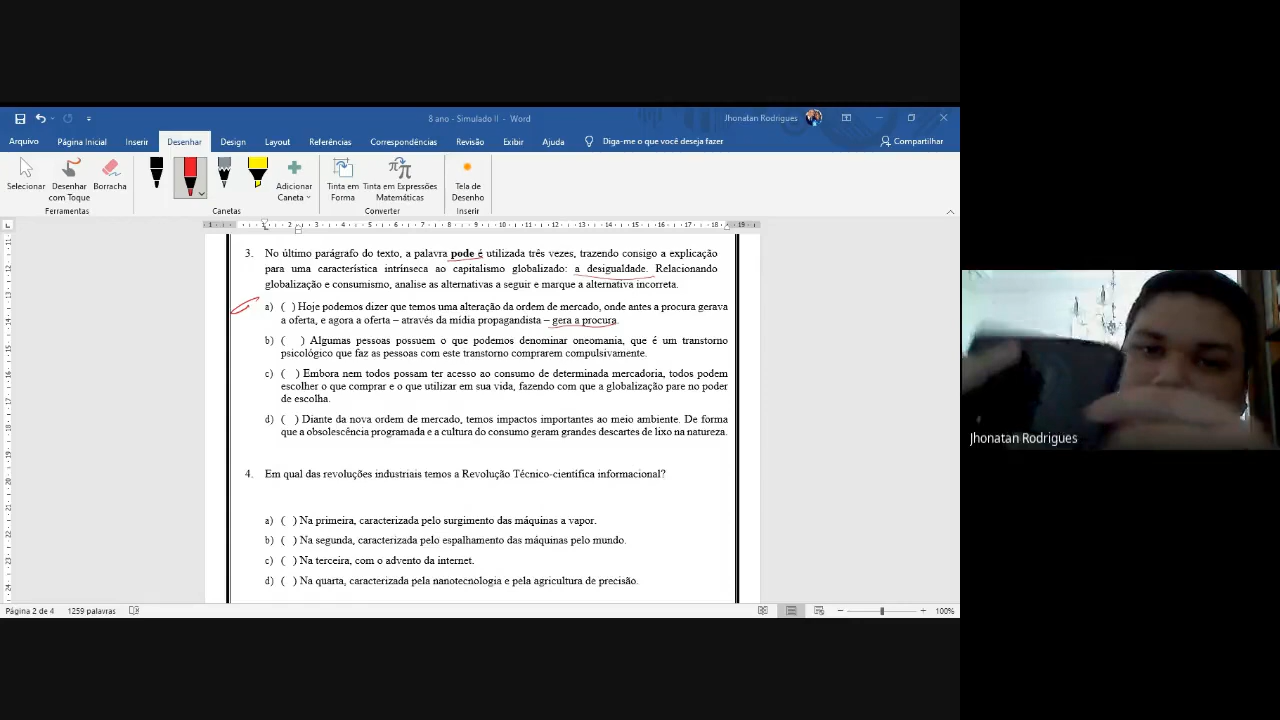 8 ano - Simulado II - Word
Jhonatan Rodrigues
Arquivo
Página Inicial
Inserir
Desenhar
Design
Layout
Referências
Correspondências
Revisão
Exibir
Ajuda
Diga-me o que você deseja fazer
Compartilhar
Selecionar
Desenhar com Toque
Borracha
Adicionar Caneta
Tinta em Forma
Tinta em Expressões Matemáticas
Tela de Desenho
Ferramentas
Canetas
Converter
Inserir
3. No último parágrafo do texto, a palavra pode é utilizada três vezes, trazendo consigo a explicação
para uma característica intrínseca ao capitalismo globalizado: a desigualdade. Relacionando
globalização e consumismo, analise as alternativas a seguir e marque a alternativa incorreta.
a) ( ) Hoje podemos dizer que temos uma alteração da ordem de mercado, onde antes a procura gerava
a oferta, e agora a oferta – através da mídia propagandista – gera a procura.
b) ( ) Algumas pessoas possuem o que podemos denominar oneomania, que é um transtorno
psicológico que faz as pessoas com este transtorno comprarem compulsivamente.
c) ( ) Embora nem todos possam ter acesso ao consumo de determinada mercadoria, todos podem
escolher o que comprar e o que utilizar em sua vida, fazendo com que a globalização pare no poder
de escolha.
d) ( ) Diante da nova ordem de mercado, temos impactos importantes ao meio ambiente. De forma
que a obsolescência programada e a cultura do consumo geram grandes descartes de lixo na natureza.
4. Em qual das revoluções industriais temos a Revolução Técnico-científica informacional?
a) ( ) Na primeira, caracterizada pelo surgimento das máquinas a vapor.
b) ( ) Na segunda, caracterizada pelo espalhamento das máquinas pelo mundo.
c) ( ) Na terceira, com o advento da internet.
d) ( ) Na quarta, caracterizada pela nanotecnologia e pela agricultura de precisão.
Página 2 de 4
1259 palavras
100%
Jhonatan Rodrigues